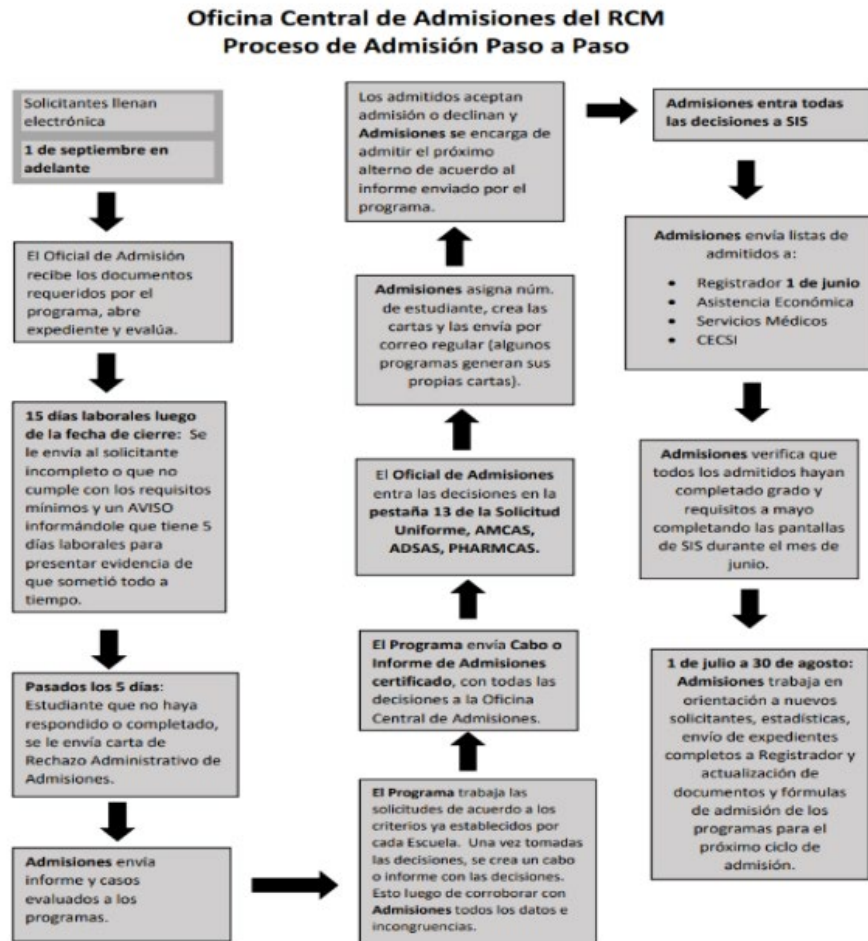 Oficina Central de Admisiones del RCM
Proceso de Admisión Paso a Paso
Solicitantes llenan
electrónica
1 de septiembre en
adelante
El Oficial de Admisión
recibe los documentos
requeridos por el
programa, abre
expediente y evalúa.
15 días laborales luego
de la fecha de cierre: Se
le envía al solicitante
incompleto o que no
cumple con los requisitos
mínimos y un AVISO
informándole que tiene 5
días laborales para
presentar evidencia de
que sometió todo a
tiempo.
Pasados los 5 días:
Estudiante que no haya
respondido o completado,
se le envía carta de
Rechazo Administrativo de
Admisiones.
Admisiones envía
informe y casos
evaluados a los
programas.
El Programa trabaja las
solicitudes de acuerdo a los
criterios ya establecidos por
cada Escuela. Una vez tomadas
las decisiones, se crea un cabo
o informe con las decisiones.
Esto luego de corroborar con
Admisiones todos los datos e
incongruencias.
El Programa envía Cabo o
Informe de Admisiones
certificado, con todas las
decisiones a la Oficina
Central de Admisiones.
El Oficial de Admisiones
entra las decisiones en la
pestaña 13 de la Solicitud
Uniforme, AMCAS,
ADSAS, PHARMCAS.
Admisiones asigna núm.
de estudiante, crea las
cartas y las envía por
correo regular (algunos
programas generan sus
propias cartas).
Los admitidos aceptan
admisión o declinan y
Admisiones se encarga de
admitir el próximo
alterno de acuerdo al
informe enviado por el
programa.
Admisiones entra todas
las decisiones a SIS
Admisiones envía listas de
admitidos a:
• Registrador 1 de junio
• Asistencia Económica
• Servicios Médicos
• CECSI
Admisiones verifica que
todos los admitidos hayan
completado grado y
requisitos a mayo
completando las pantallas
de SIS durante el mes de
junio.
1 de julio a 30 de agosto:
Admisiones trabaja en
orientación a nuevos
solicitantes, estadísticas,
envío de expedientes
completos a Registrador y
actualización de
documentos y fórmulas
de admisión de los
programas para el
próximo ciclo de
admisión.